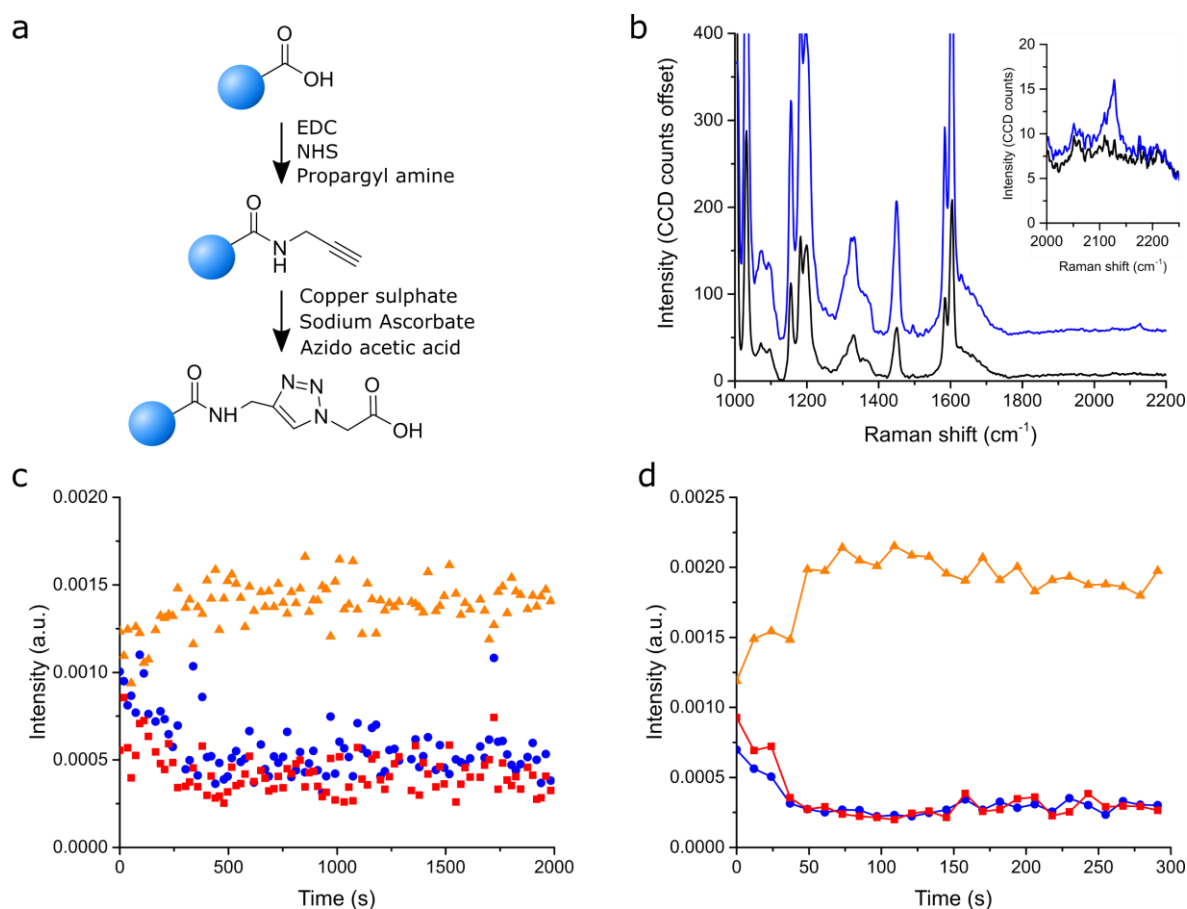 a
O
OH
EDC
NHS
Propargyl amine
O
N
H
Copper sulphate
Sodium Ascorbate
Azido acetic acid
O
NH
N=N
N
O
OH
b
400
300
200
100
0
Intensity (CCD counts offset)
1000 1200 1400 1600 1800 2000 2200
Raman shift (cm-1)
20
15
10
5
0
Intensity (CCD counts)
2000 2100 2200
Raman shift (cm-1)
c
0.0020
0.0015
0.0010
0.0005
0.0000
Intensity (a.u.)
0 500 1000 1500 2000
Time (s)
d
0.0025
0.0020
0.0015
0.0010
0.0005
0.0000
Intensity (a.u.)
0 50 100 150 200 250 300
Time (s)